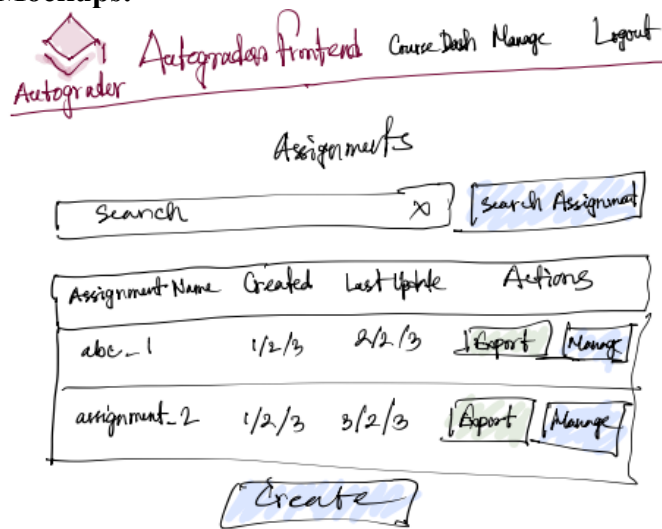 Mockups:
Autograder Frontend Course Dash Manage Logout
Autograder
Assignments
Search X Search Assignment
Assignment Name Created Last Update Actions
abc_1 1/2/3 2/2/3 Export Manage
assignment_2 1/2/3 3/2/3 Export Manage
Create